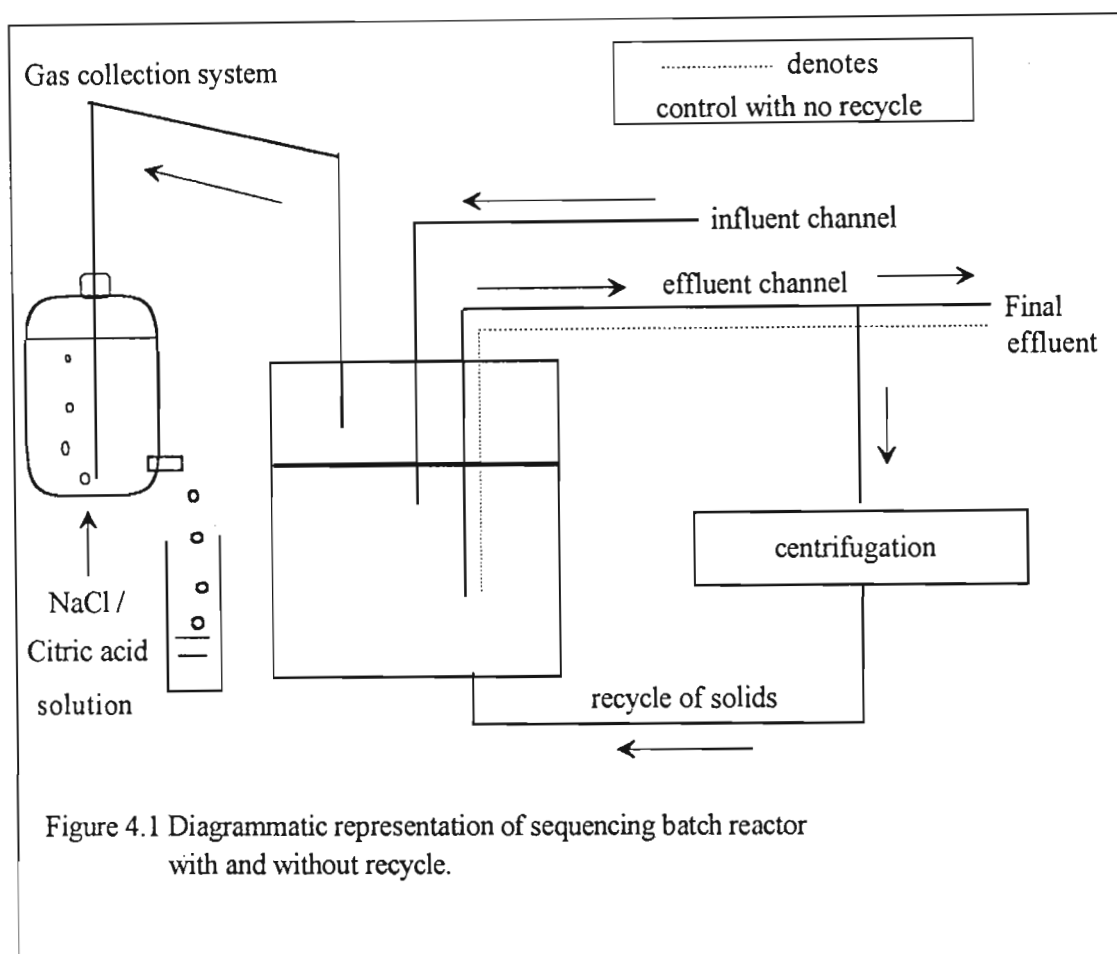 Gas collection system
denotes
control with no recycle
influent channel
effluent channel
Final
effluent
centrifugation
NaCl /
Citric acid
solution
recycle of solids
Figure 4.1 Diagrammatic representation of sequencing batch reactor
with and without recycle.